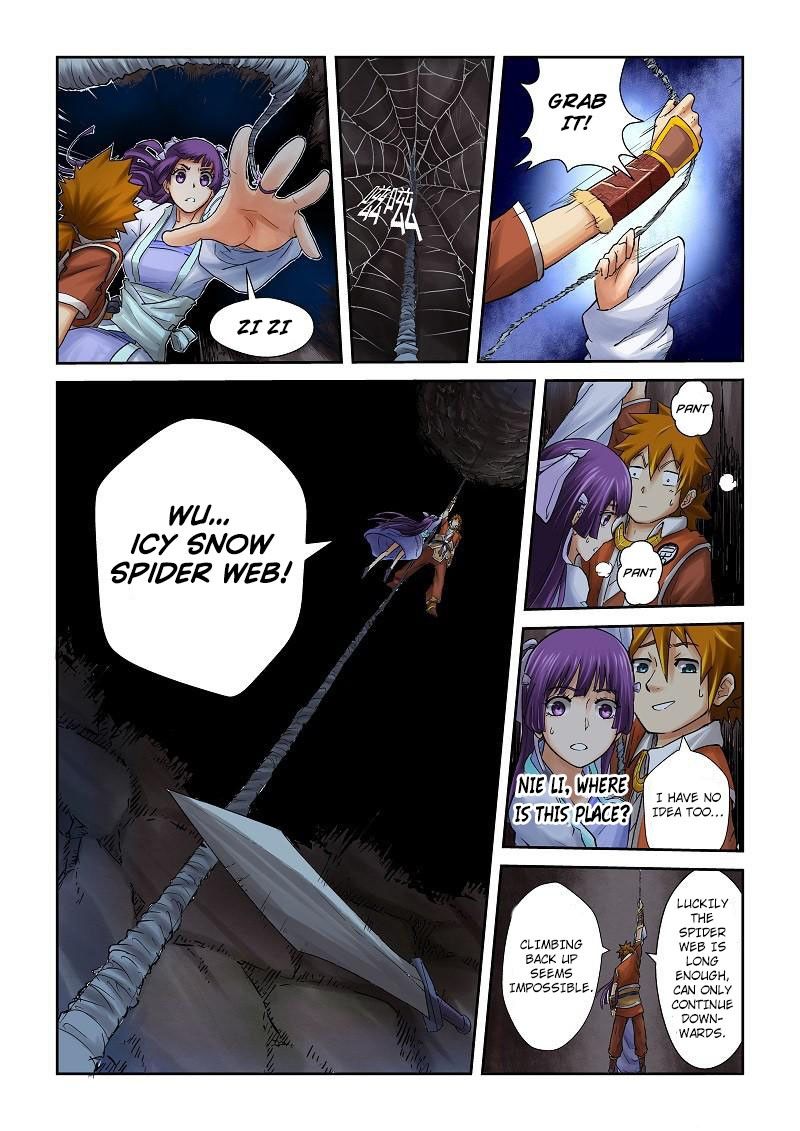 ZI ZI
吱吱
GRAB
IT!
WU...
ICY SNOW
SPIDER WEB!
PANT
PANT
NIE LI, WHERE
IS THIS PLACE?
I HAVE NO
IDEA TOO...
LUCKILY
THE
SPIDER
WEB IS
LONG
ENOUGH,
CAN ONLY
CONTINUE
DOWN-
WARDS.
CLIMBING
BACK UP
SEEMS
IMPOSSIBLE.